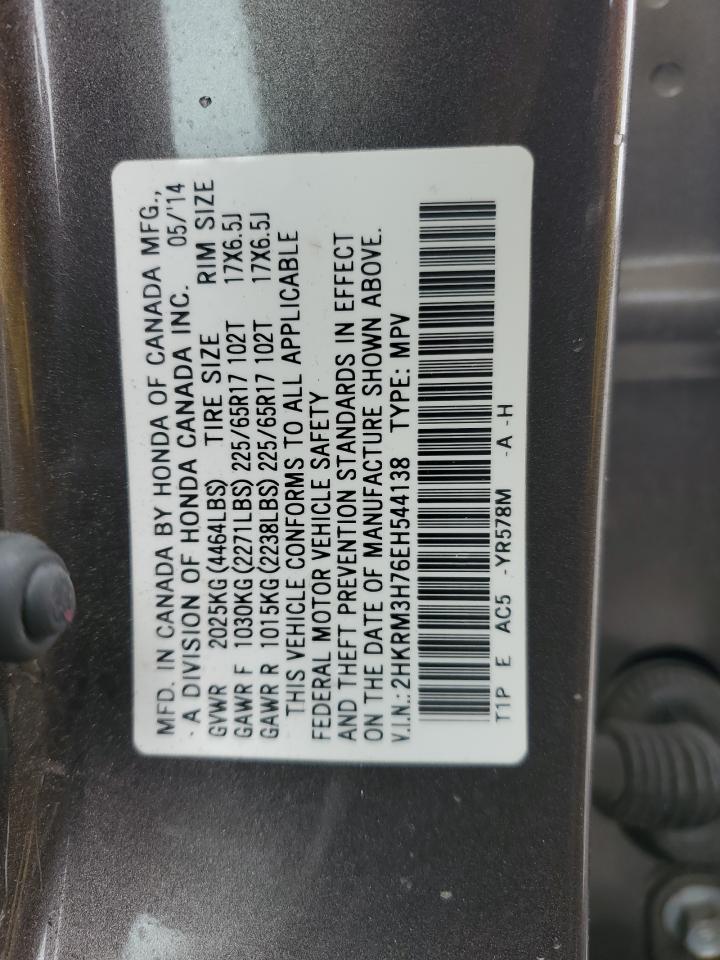 MFD. IN CANADA BY HONDA OF CANADA MFG.,
- A DIVISION OF HONDA CANADA INC. 05/'14
GVWR 2025KG (4464LBS) TIRE SIZE RIM SIZE
GAWR F 1030KG (2271LBS) 225/65R17 102T 17X6.5J
GAWR R 1015KG (2238LBS) 225/65R17 102T 17X6.5J
THIS VEHICLE CONFORMS TO ALL APPLICABLE
FEDERAL MOTOR VEHICLE SAFETY
AND THEFT PREVENTION STANDARDS IN EFFECT
ON THE DATE OF MANUFACTURE SHOWN ABOVE.
V.I.N.: 2HKRM3H76EH544138 TYPE: MPV
T1P E AC5 -YR578M -A -H